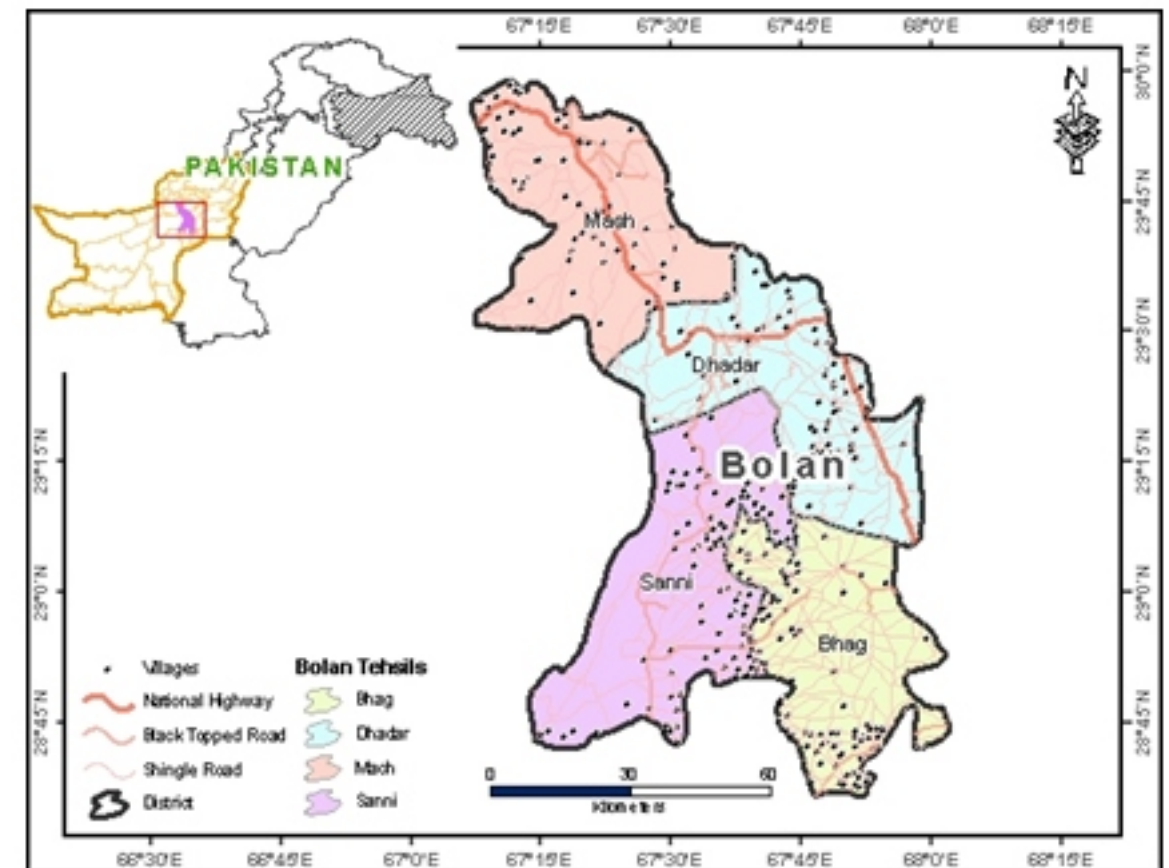 67°15'E 67°30'E 67°45'E 68°0'E 68°15'E
30°0'N
N
PAKISTAN
29°45'N
Mach
29°30'N
Dhadar
29°15'N
Bolan
29°15'N
29°0'N
Sanni
29°0'N
Bhag
Villages
Bolan Tehsils
National Highway
Bhag
Black Topped Road
Dhadar
Shingle Road
Mach
District
Sanni
28°45'N
28°45'N
0 30 60
Kilometers
66°30'E 66°45'E 67°0'E 67°15'E 67°30'E 67°45'E 68°0'E 68°15'E